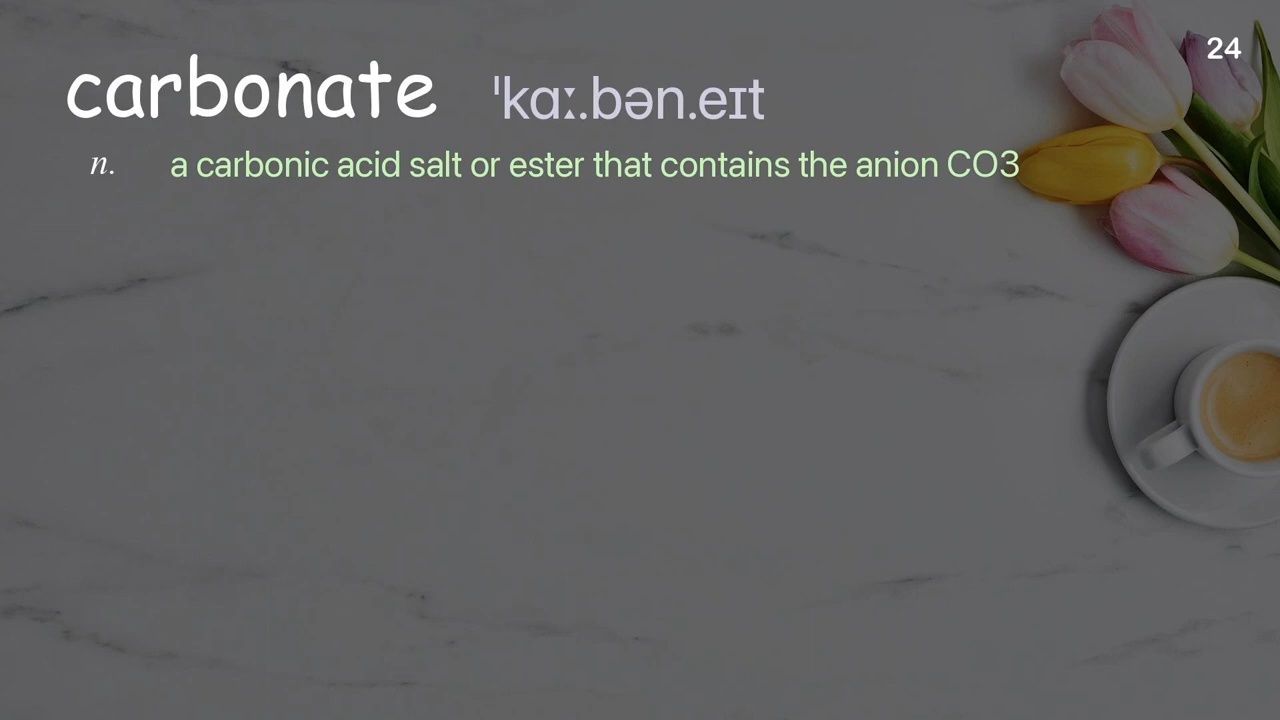 24
carbonate ˈkɑː.bən.eɪt
n. a carbonic acid salt or ester that contains the anion CO3